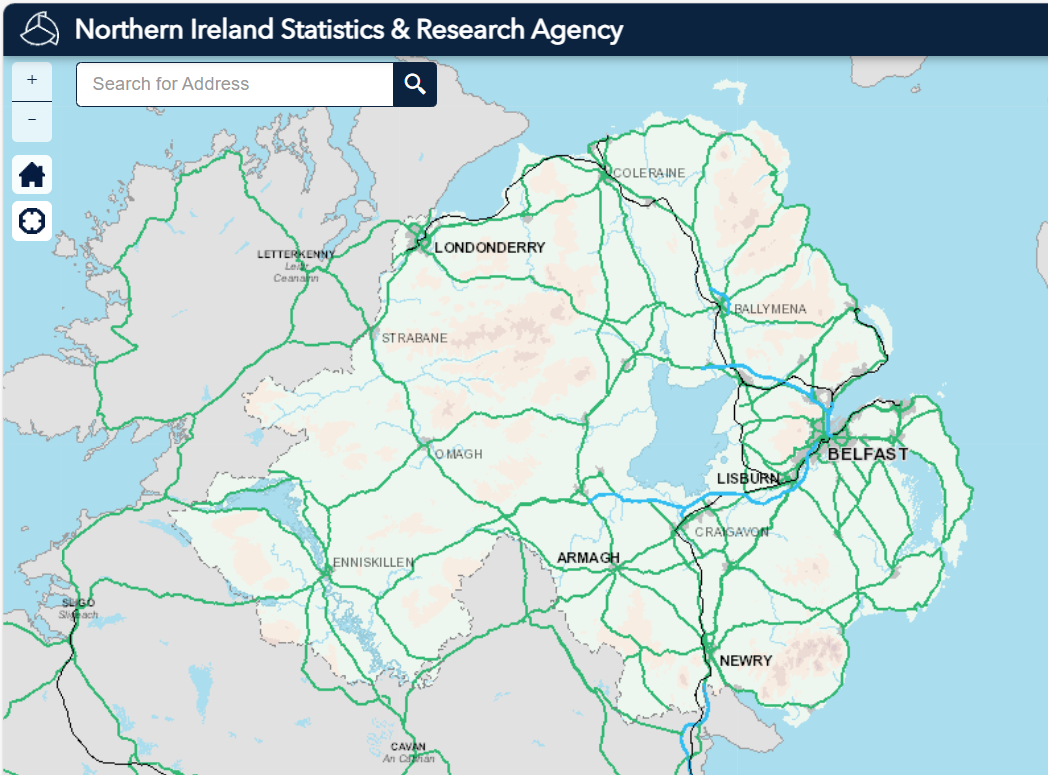 Northern Ireland Statistics & Research Agency
+
Search for Address
−
COLERAINE
LONDONDERRY
LETTERKENNY
Leitir
Ceanainn
BALLYMENA
STRABANE
OMAGH
BELFAST
LISBURN
CRAIGAVON
ARMAGH
ENNISKILLEN
SLIGO
Sligeach
NEWRY
CAVAN
An Cabhán